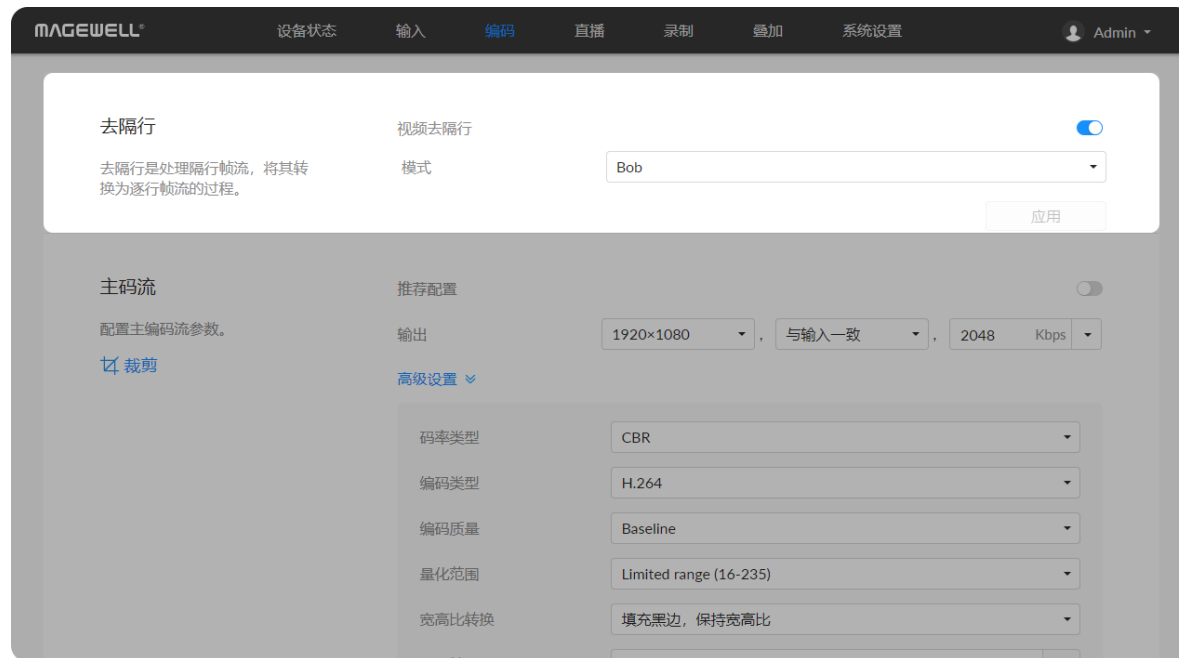 MAGEWELL® 设备状态 输入 编码 直播 录制 叠加 系统设置 Admin
去隔行 视频去隔行
去隔行是处理隔行帧流，将其转 模式 Bob
换为逐行帧流的过程。
应用
主码流 推荐配置
配置主编码流参数。 输出 1920×1080 , 与输入一致 , 2048 Kbps
裁剪 高级设置
码率类型 CBR
编码类型 H.264
编码质量 Baseline
量化范围 Limited range (16-235)
宽高比转换 填充黑边，保持宽高比